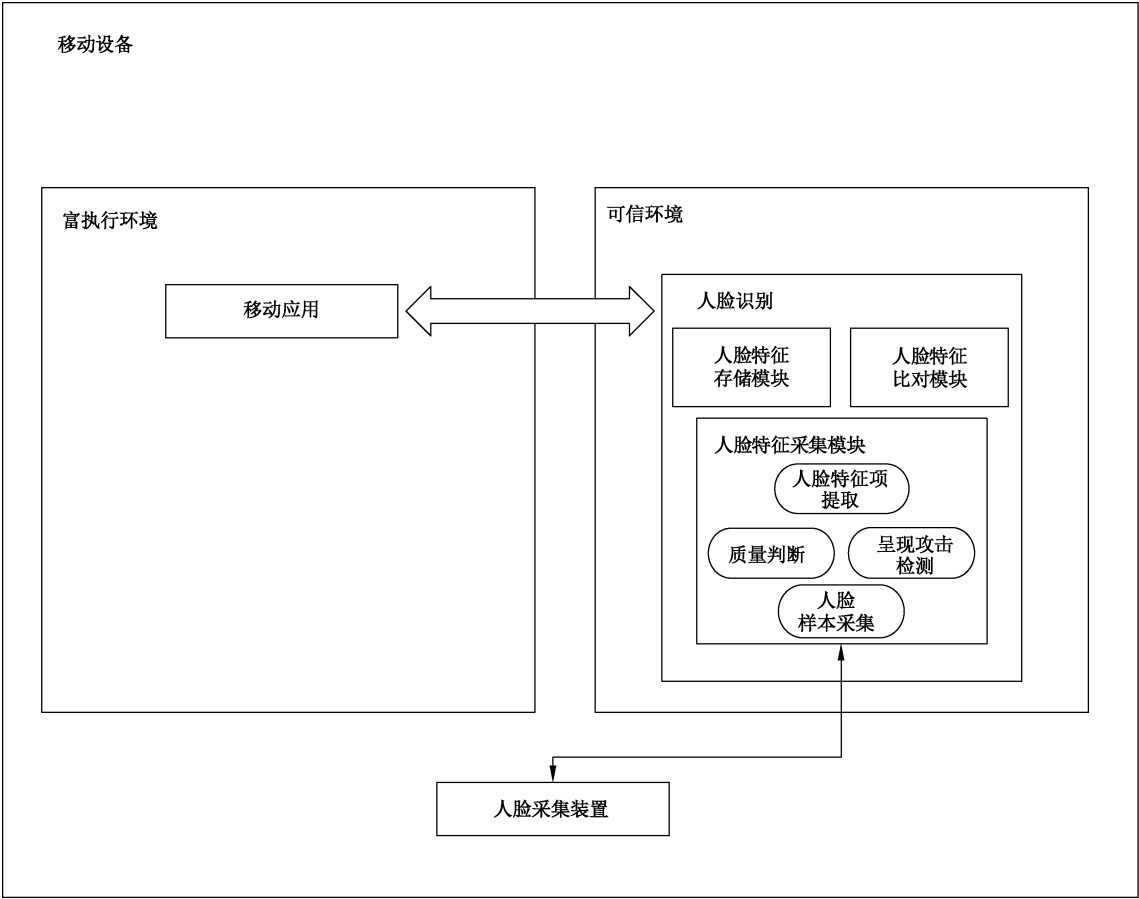 移动设备
富执行环境
移动应用
可信环境
人脸识别
人脸特征
存储模块
人脸特征
比对模块
人脸特征采集模块
人脸特征项
提取
质量判断
呈现攻击
检测
人脸
样本采集
人脸采集装置